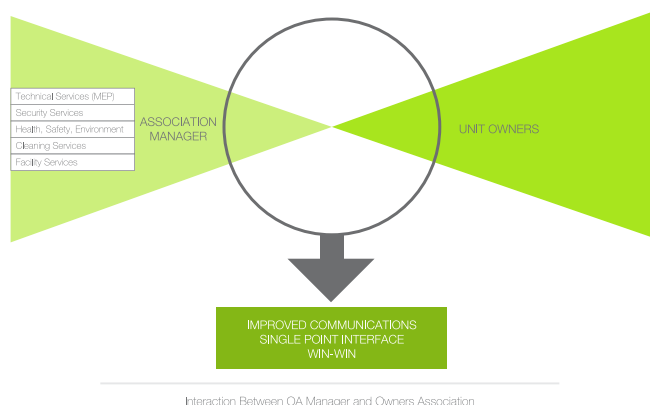 Technical Services (MEP)
Security Services
Health, Safety, Environment
Cleaning Services
Facility Services
ASSOCIATION
MANAGER
UNIT OWNERS
IMPROVED COMMUNICATIONS
SINGLE POINT INTERFACE
WIN-WIN
Interaction Between OA Manager and Owners Association